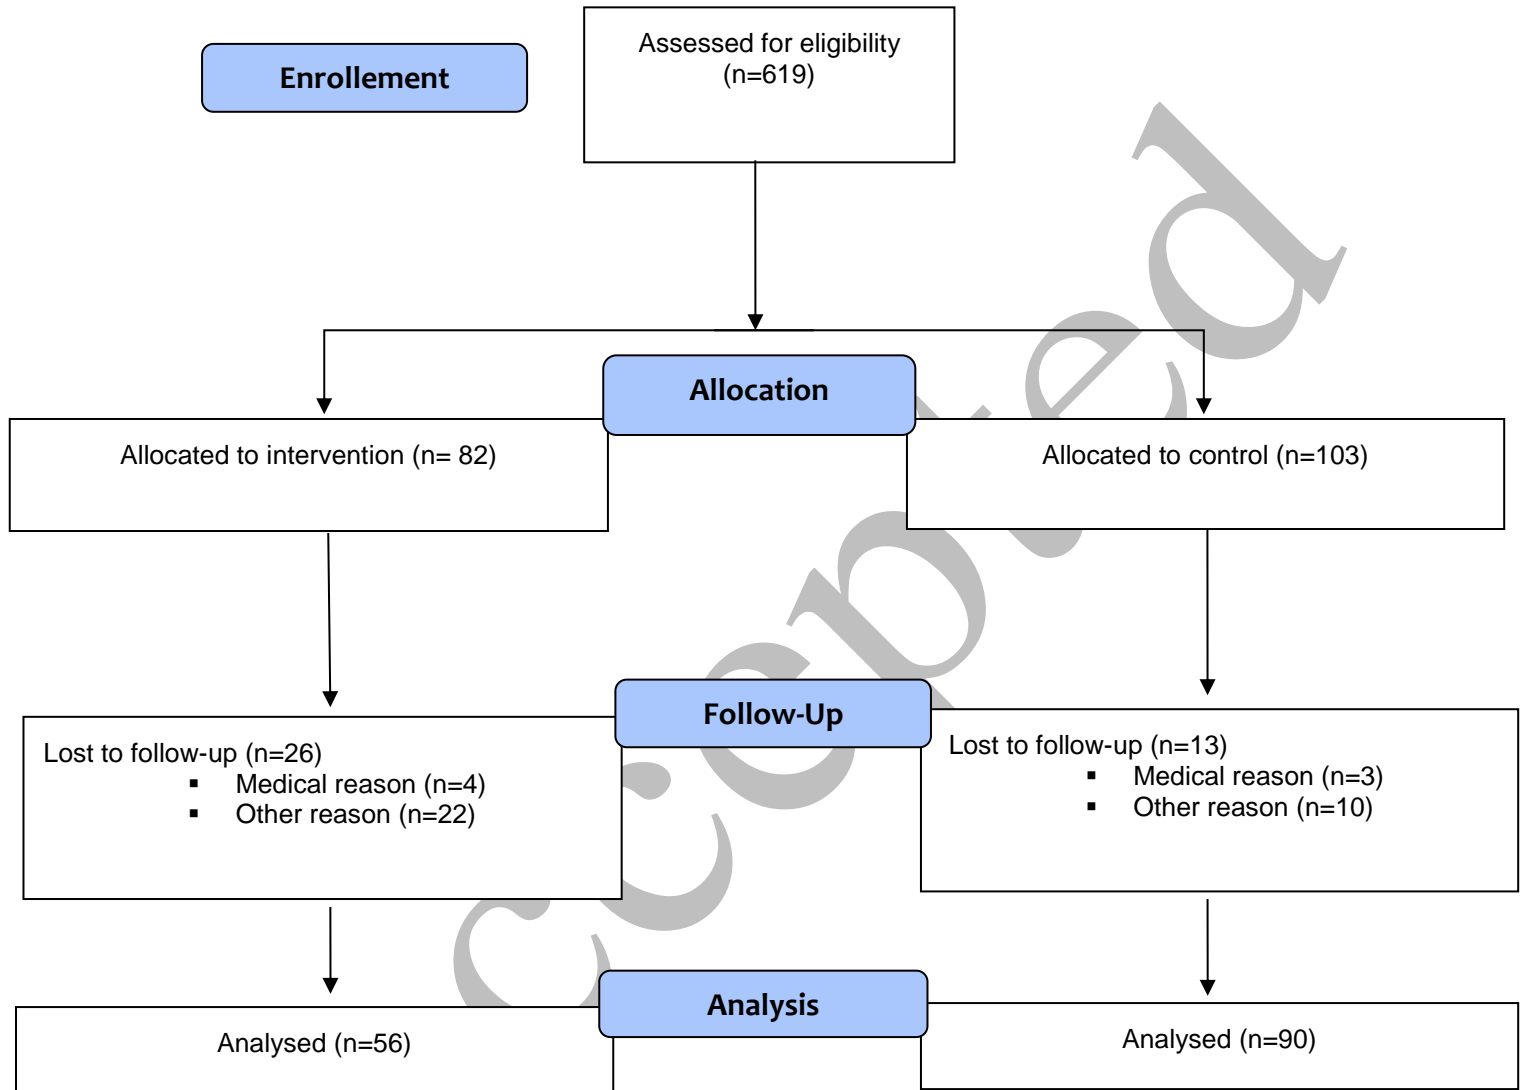 Enrollement
Assessed for eligibility
(n=619)
Allocation
Allocated to intervention (n= 82)
Allocated to control (n=103)
Follow-Up
Lost to follow-up (n=26)
▪ Medical reason (n=4)
▪ Other reason (n=22)
Lost to follow-up (n=13)
▪ Medical reason (n=3)
▪ Other reason (n=10)
Analysis
Analysed (n=56)
Analysed (n=90)
ccepted